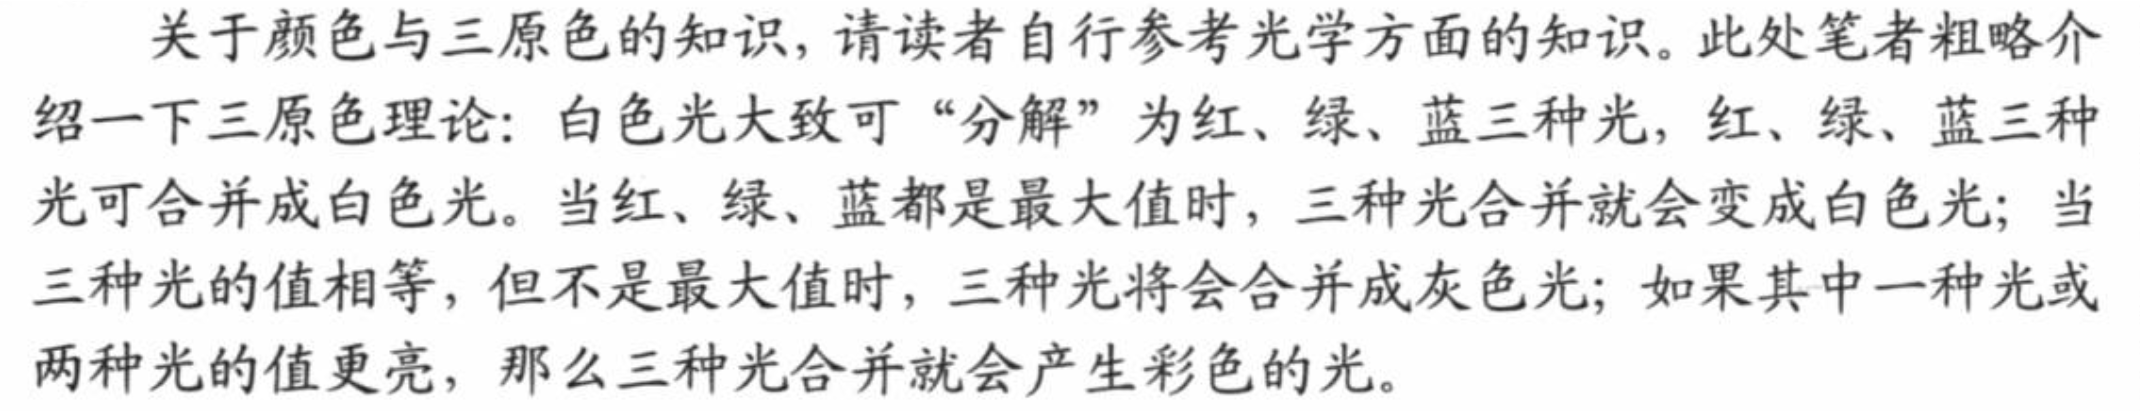 关于颜色与三原色的知识，请读者自行参考光学方面的知识。此处笔者粗略介
绍一下三原色理论：白色光大致可“分解”为红、绿、蓝三种光，红、绿、蓝三种
光可合并成白色光。当红、绿、蓝都是最大值时，三种光合并就会变成白色光；当
三种光的值相等，但不是最大值时，三种光将会合并成灰色光；如果其中一种光或
两种光的值更亮，那么三种光合并就会产生彩色的光。